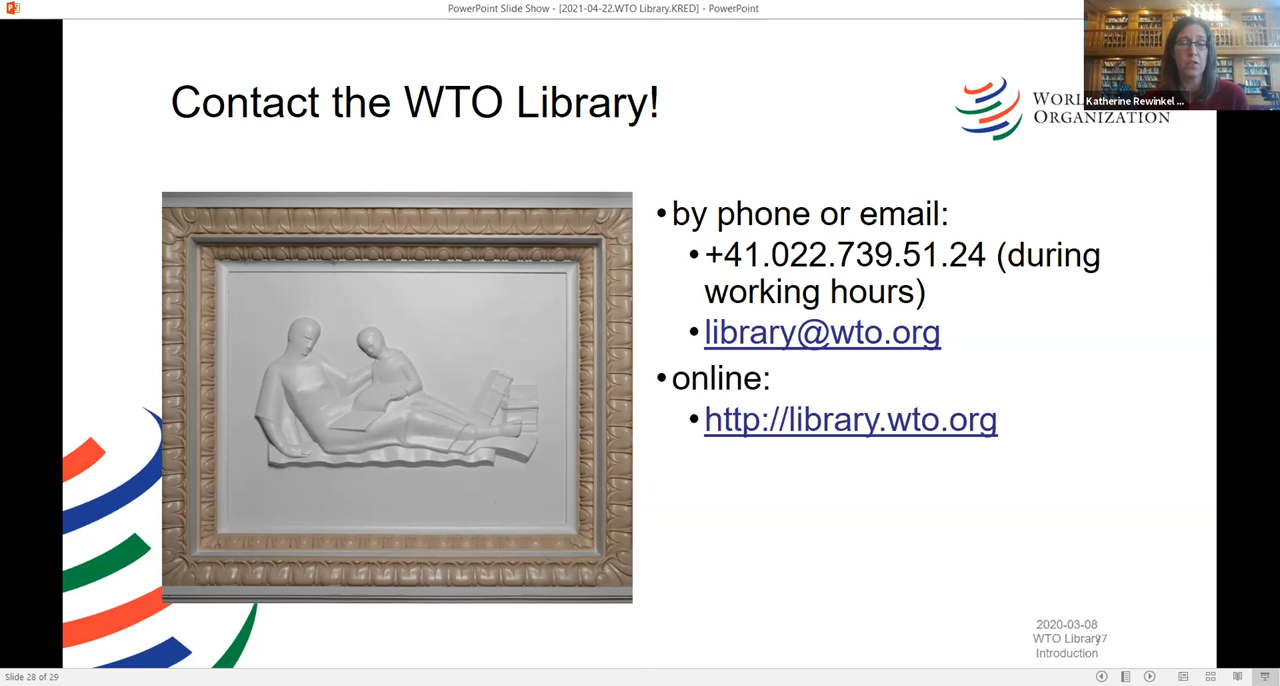 PowerPoint Slide Show - [2021-04-22.WTO Library.KRED] - PowerPoint
Contact the WTO Library!
ORGANIZATION
Katherine Rewinkel ...
•by phone or email:
•+41.022.739.51.24 (during
working hours)
•library@wto.org
•online:
•http://library.wto.org
2020-03-08
WTO Library
27
Introduction
Slide 28 of 29